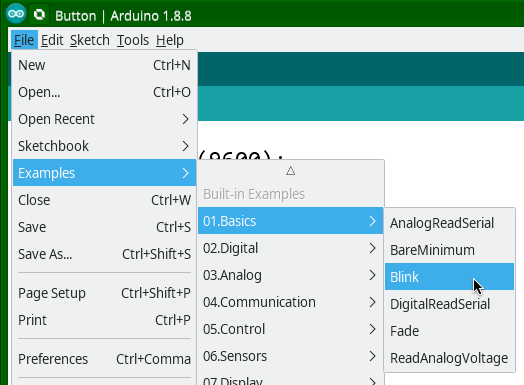 Button | Arduino 1.8.8
File Edit Sketch Tools Help
New Ctrl+N
Open... Ctrl+O
Open Recent
Sketchbook
Examples
Close Ctrl+W
Save Ctrl+S
Save As... Ctrl+Shift+S
Page Setup Ctrl+Shift+P
Print Ctrl+P
Preferences Ctrl+Comma
(9600);
Built-in Examples
01.Basics
02.Digital
03.Analog
04.Communication
05.Control
06.Sensors
07.Display
AnalogReadSerial
BareMinimum
Blink
DigitalReadSerial
Fade
ReadAnalogVoltage